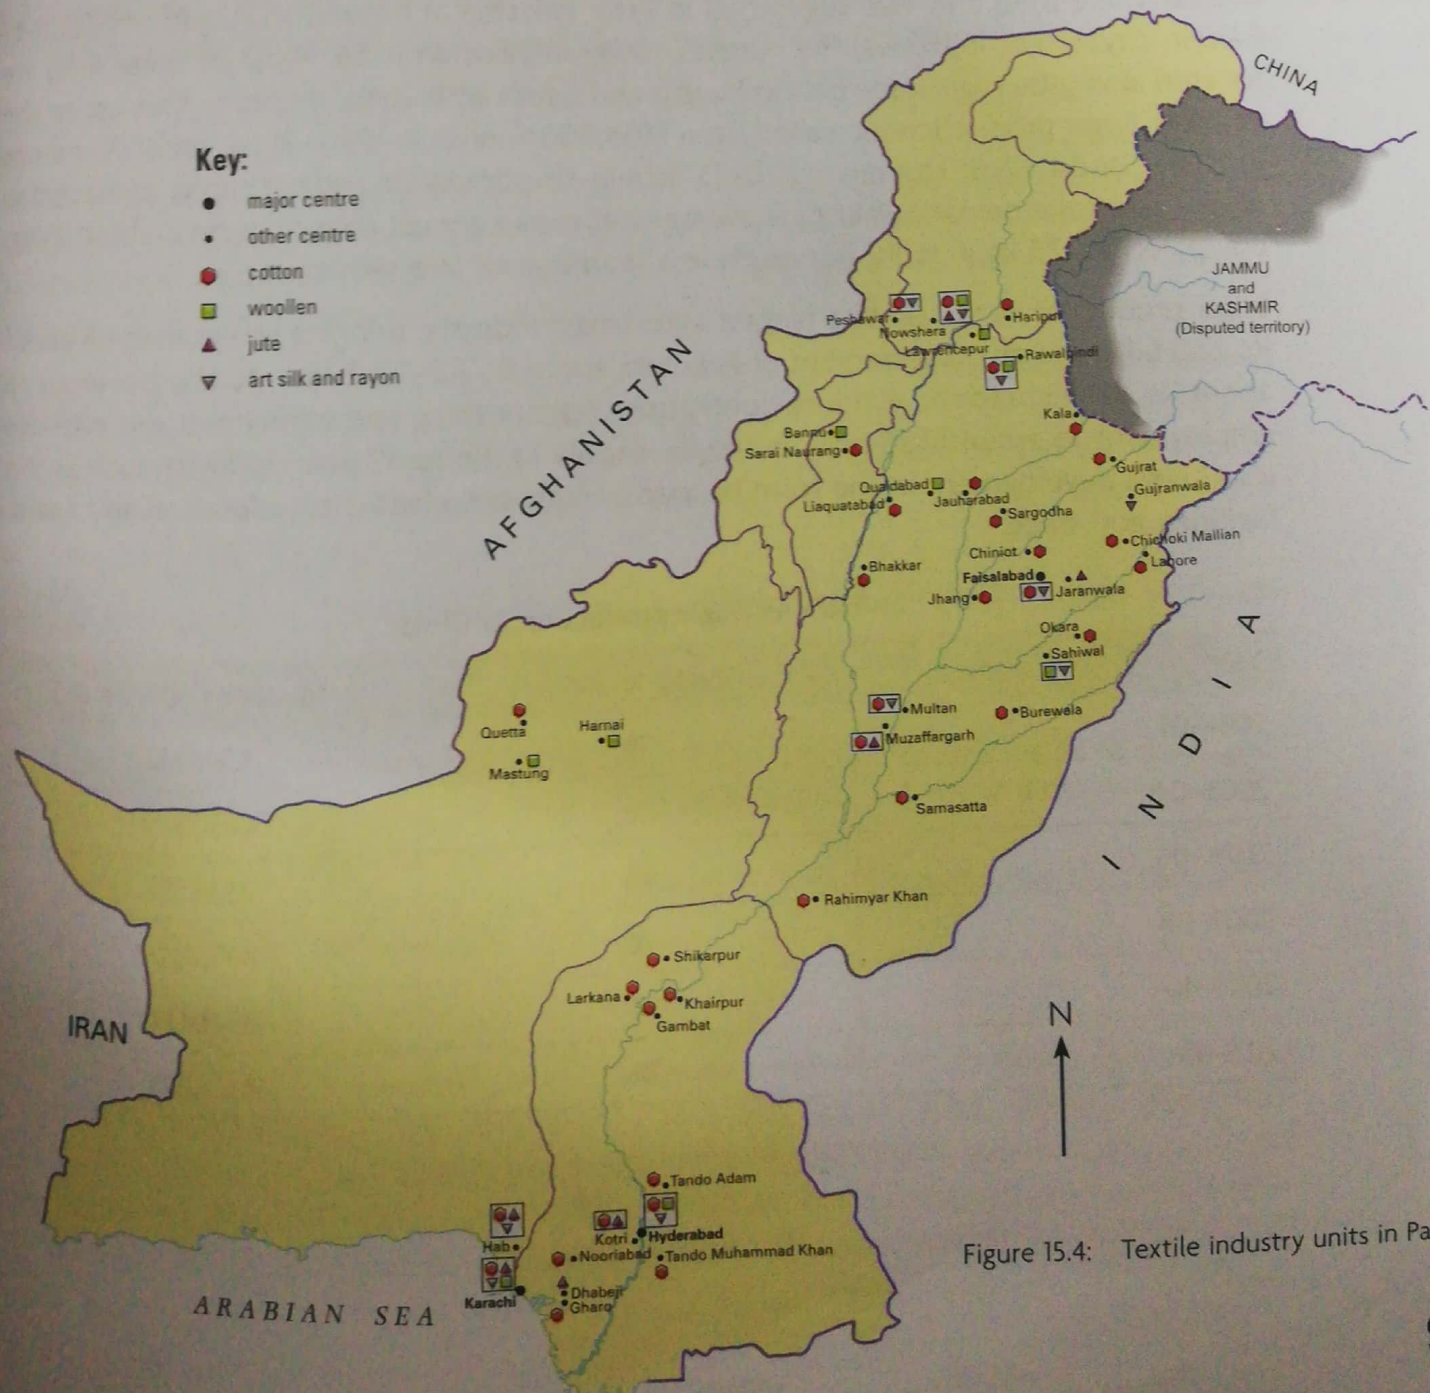 CHINA
Key:
major centre
other centre
cotton
woollen
jute
art silk and rayon
JAMMU
and
KASHMIR
(Disputed territory)
AFGHANISTAN
Peshawar
Nowshera
Haripur
Lawrencepur
Rawalpindi
Kala
Bannu
Sarai Naurang
Gujrat
Quaidabad
Jauharabad
Gujranwala
Liaquatabad
Sargodha
Chichoki Mallian
Chiniot
Lahore
Bhakkar
Faisalabad
Jhang
Jaranwala
Okara
Sahiwal
INDIA
Multan
Burewala
Muzaffargarh
Quetta
Harnai
Mastung
Samasatta
Rahimyar Khan
Shikarpur
Larkana
Khairpur
Gambat
IRAN
N
Tando Adam
Kotri
Hyderabad
Hab
Nooriabad
Tando Muhammad Khan
Karachi
Dhabeji
Gharo
ARABIAN SEA
Figure 15.4: Textile industry units in Pa